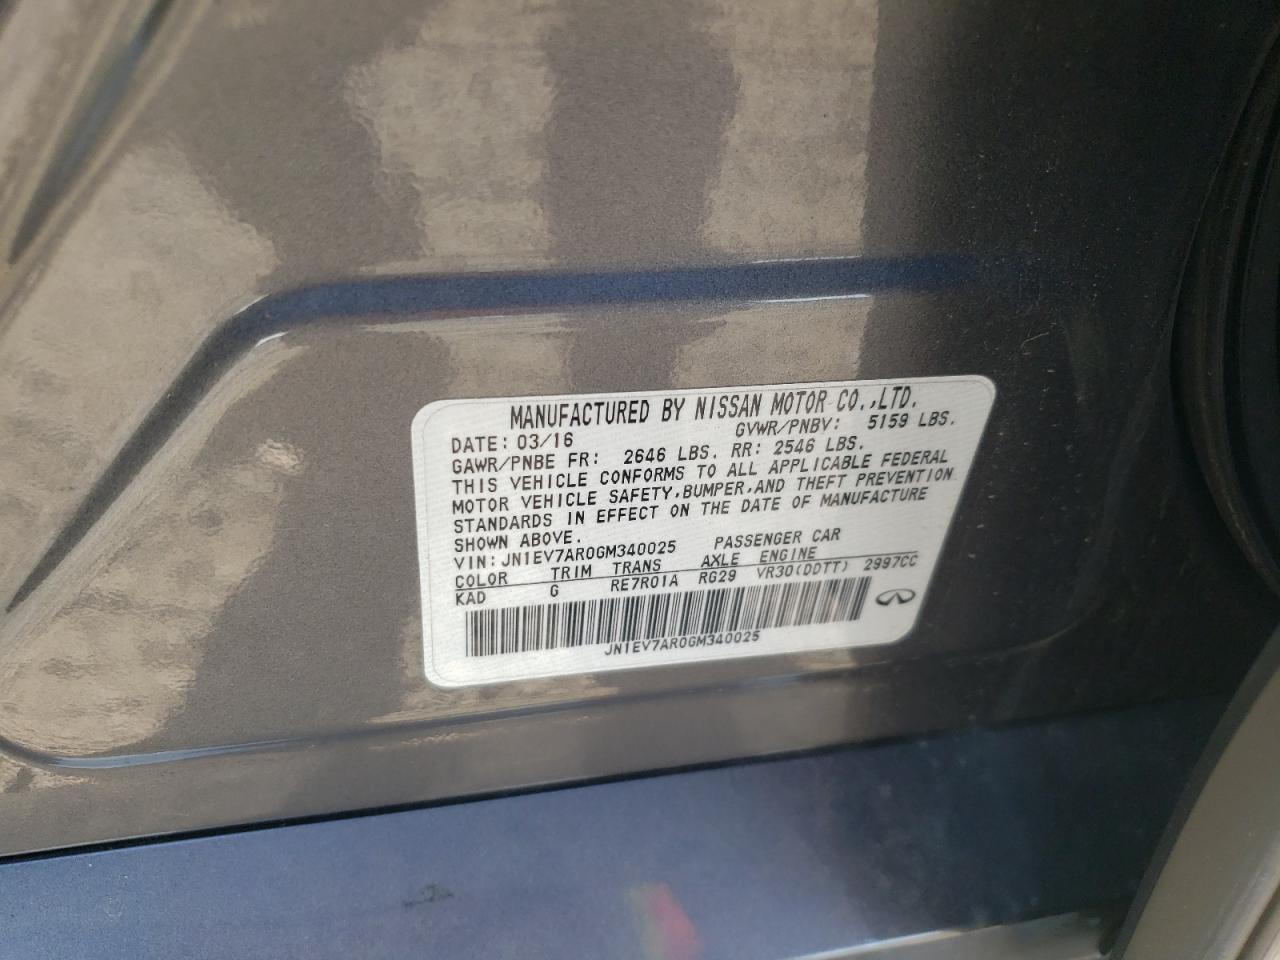 MANUFACTURED BY NISSAN MOTOR CO.,LTD.
DATE: 03/16 GVWR/PNBV: 5159 LBS.
GAWR/PNBE FR: 2646 LBS. RR: 2546 LBS.
THIS VEHICLE CONFORMS TO ALL APPLICABLE FEDERAL
MOTOR VEHICLE SAFETY,BUMPER,AND THEFT PREVENTION
STANDARDS IN EFFECT ON THE DATE OF MANUFACTURE
SHOWN ABOVE.
VIN: JN1EV7AR0GM340025 PASSENGER CAR
COLOR TRIM TRANS AXLE ENGINE
KAD G RE7R01A RG29 VR30(DDTT) 2997CC
JN1EV7AR0GM340025